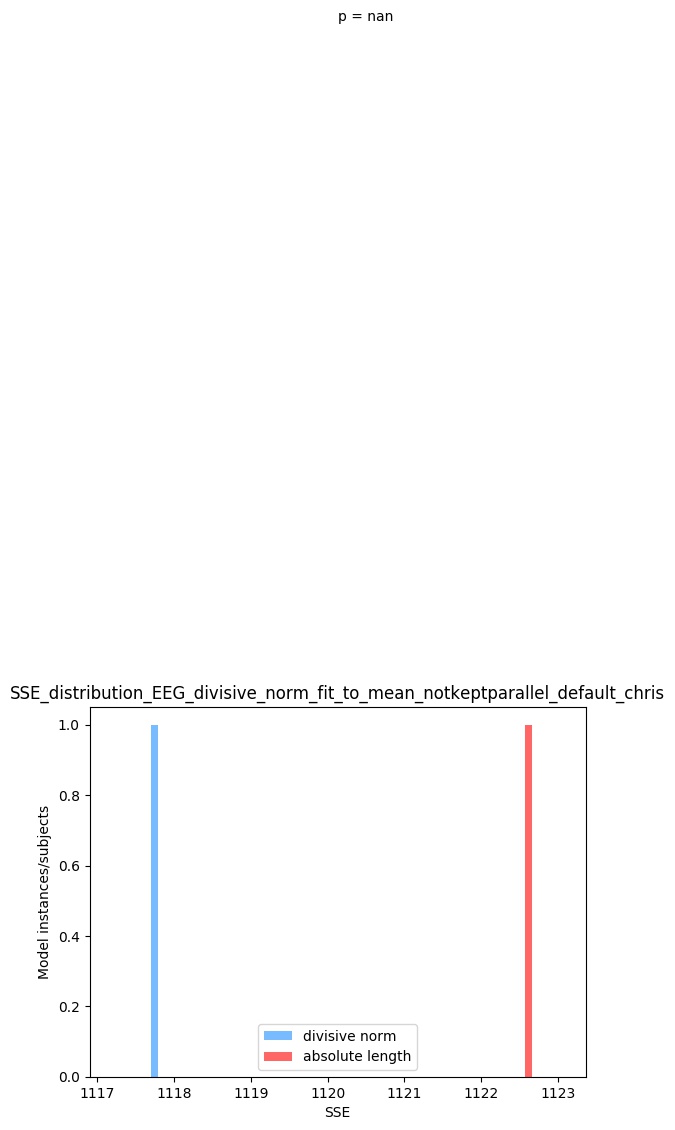 p = nan
SSE_distribution_EEG_divisive_norm_fit_to_mean_notkeptparallel_default_chris
1.0
0.8
0.6
0.4
0.2
0.0
Model instances/subjects
divisive norm
absolute length
1117 1118 1119 1120 1121 1122 1123
SSE